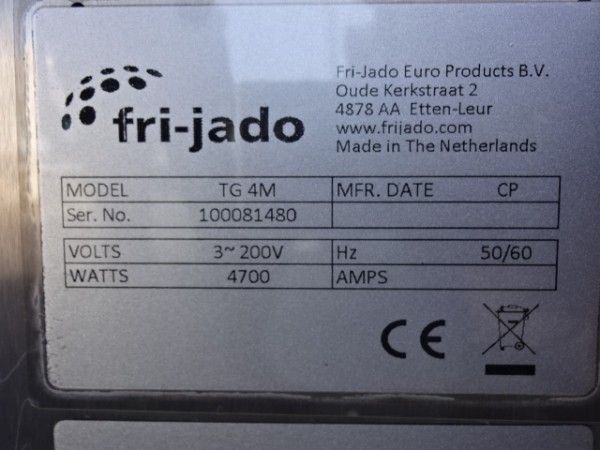 fri-jado
Fri-Jado Euro Products B.V.
Oude Kerkstraat 2
4878 AA Etten-Leur
www.frijado.com
Made in The Netherlands
MODEL TG 4M MFR. DATE CP
Ser. No. 100081480
VOLTS 3~ 200V Hz 50/60
WATTS 4700 AMPS
CE